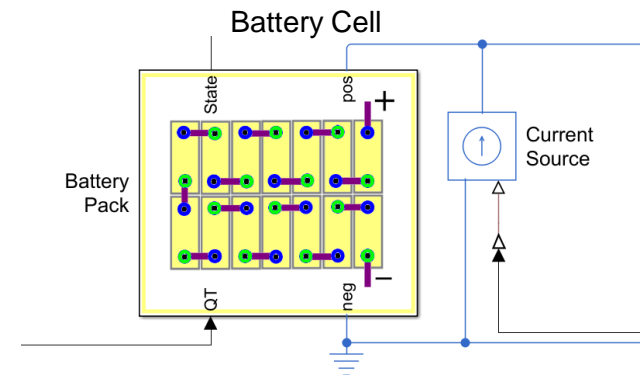 Battery Cell
State
pos
+
Current
Source
Battery
Pack
−
QT
neg